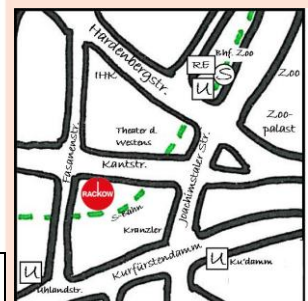 Hardenbergstr.
Bhf. Zoo
RE
S
U
Zoo
IHK
Zoo-
palast
Theater d.
Westens
Fasanenstr.
Kantstr.
Joachimstaler Str.
RACKOW
S-Bahn
Kranzler
Kurfürstendamm
U
Ku'damm
U
Uhlandstr.